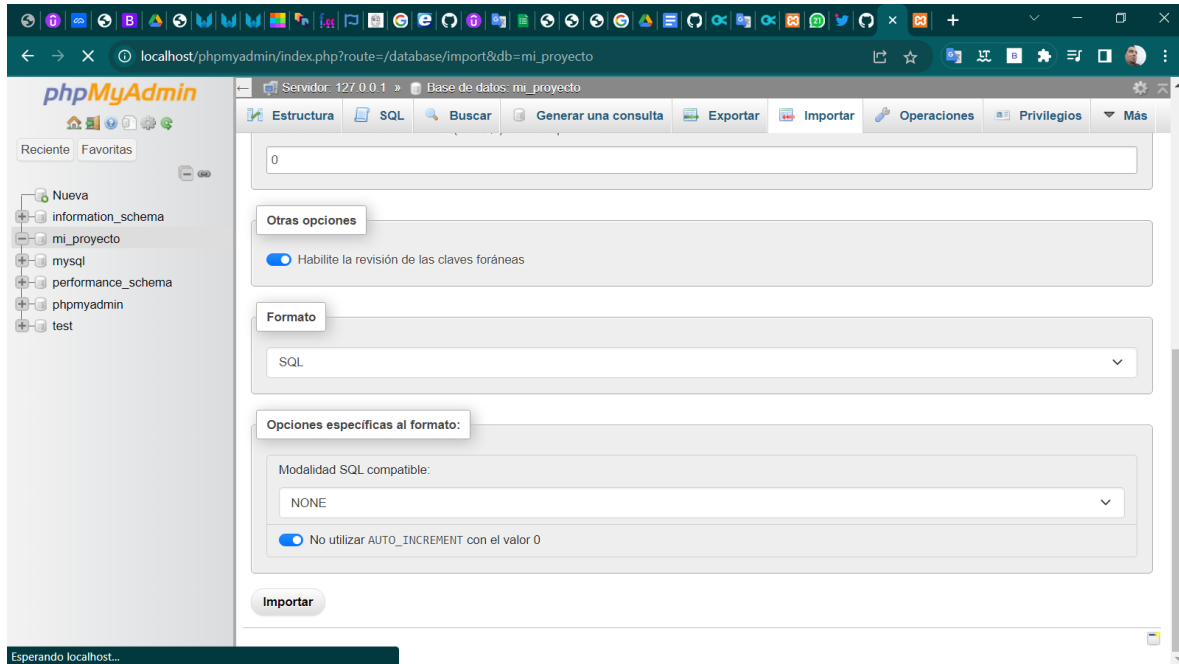 localhost/phpmyadmin/index.php?route=/database/import&db=mi_proyecto
phpMyAdmin
Reciente Favoritas
Nueva
information_schema
mi_proyecto
mysql
performance_schema
phpmyadmin
test
Servidor: 127.0.0.1 » Base de datos: mi_proyecto
Estructura SQL Buscar Generar una consulta Exportar Importar Operaciones Privilegios Más
0
Otras opciones
Habilite la revisión de las claves foráneas
Formato
SQL
Opciones específicas al formato:
Modalidad SQL compatible:
NONE
No utilizar AUTO_INCREMENT con el valor 0
Importar
Esperando localhost...